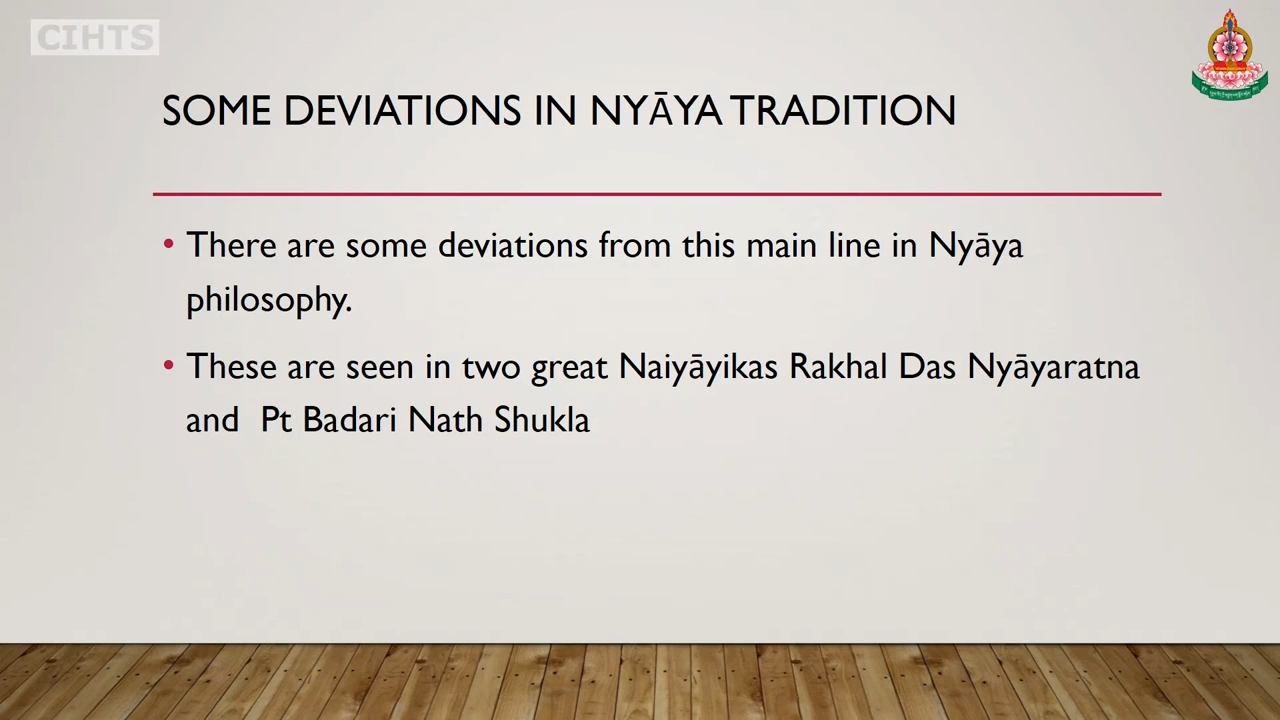 CIHTS
SOME DEVIATIONS IN NYĀYA TRADITION
• There are some deviations from this main line in Nyāya
philosophy.
• These are seen in two great Naiyāyikas Rakhal Das Nyāyaratna
and  Pt Badari Nath Shukla